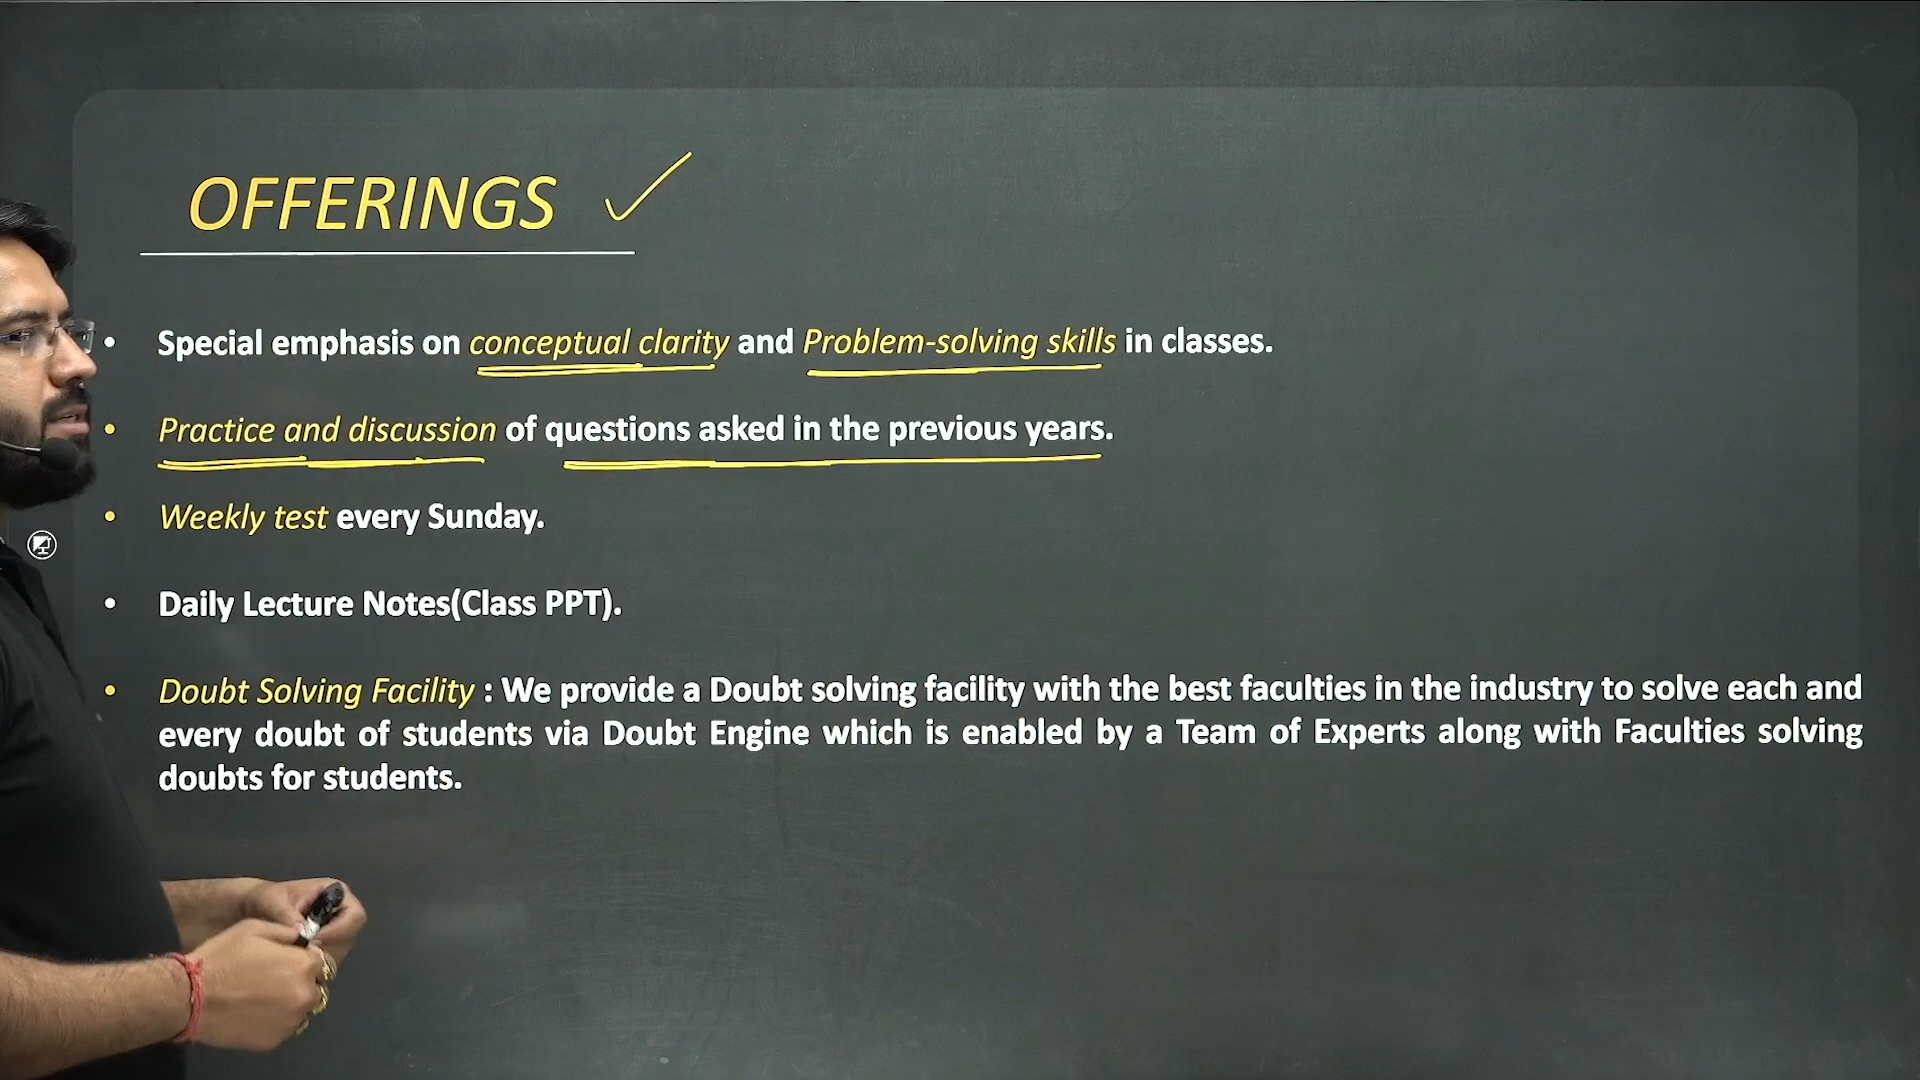 OFFERINGS
• Special emphasis on conceptual clarity and Problem-solving skills in classes.
• Practice and discussion of questions asked in the previous years.
• Weekly test every Sunday.
• Daily Lecture Notes(Class PPT).
• Doubt Solving Facility : We provide a Doubt solving facility with the best faculties in the industry to solve each and
every doubt of students via Doubt Engine which is enabled by a Team of Experts along with Faculties solving
doubts for students.